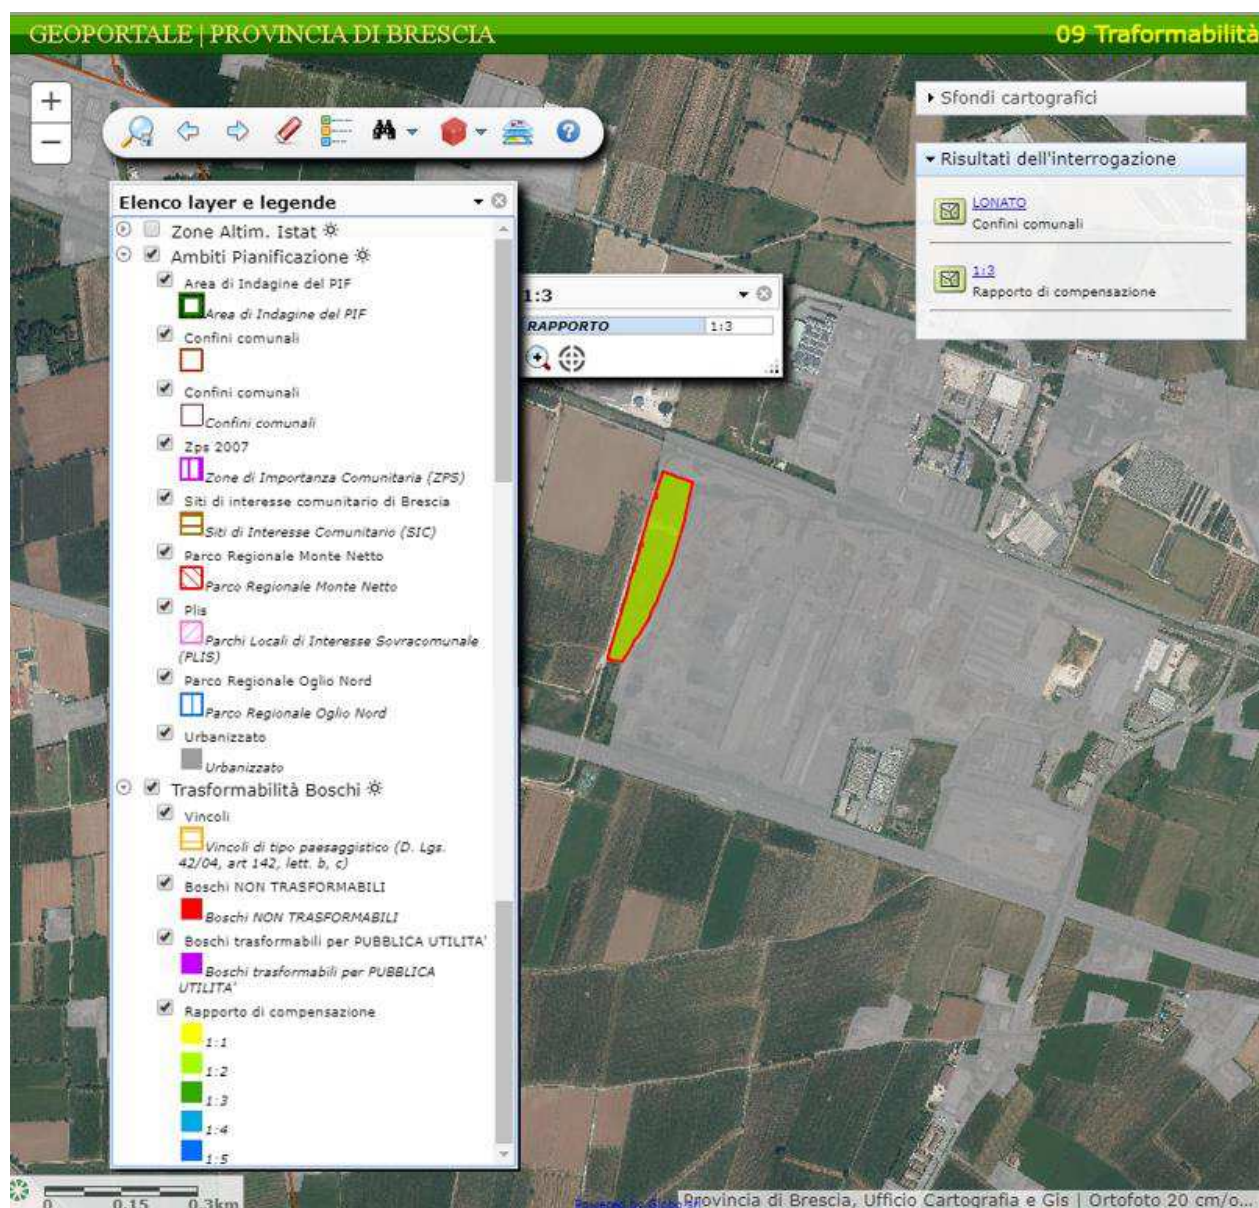 GEOPORTALE | PROVINCIA DI BRESCIA
09 Traformabilità
+
−
Sfondi cartografici
Risultati dell'interrogazione
LONATO
Confini comunali
1:3
Rapporto di compensazione
Elenco layer e legende
Zone Altim. Istat
Ambiti Pianificazione
Area di Indagine del PIF
Area di Indagine del PIF
Confini comunali
Confini comunali
Confini comunali
Zps 2007
Zone di Importanza Comunitaria (ZPS)
Siti di interesse comunitario di Brescia
Siti di Interesse Comunitario (SIC)
Parco Regionale Monte Netto
Parco Regionale Monte Netto
Plis
Parchi Locali di Interesse Sovracomunale
(PLIS)
Parco Regionale Oglio Nord
Parco Regionale Oglio Nord
Urbanizzato
Urbanizzato
Trasformabilità Boschi
Vincoli
Vincoli di tipo paesaggistico (D. Lgs.
42/04, art 142, lett. b, c)
Boschi NON TRASFORMABILI
Boschi NON TRASFORMABILI
Boschi trasformabili per PUBBLICA UTILITA'
Boschi trasformabili per PUBBLICA
UTILITA'
Rapporto di compensazione
1:1
1:2
1:3
1:4
1:5
1:3
RAPPORTO 1:3
0 0.15 0.3km
Powered by Globo srl
Provincia di Brescia, Ufficio Cartografia e Gis | Ortofoto 20 cm/o...